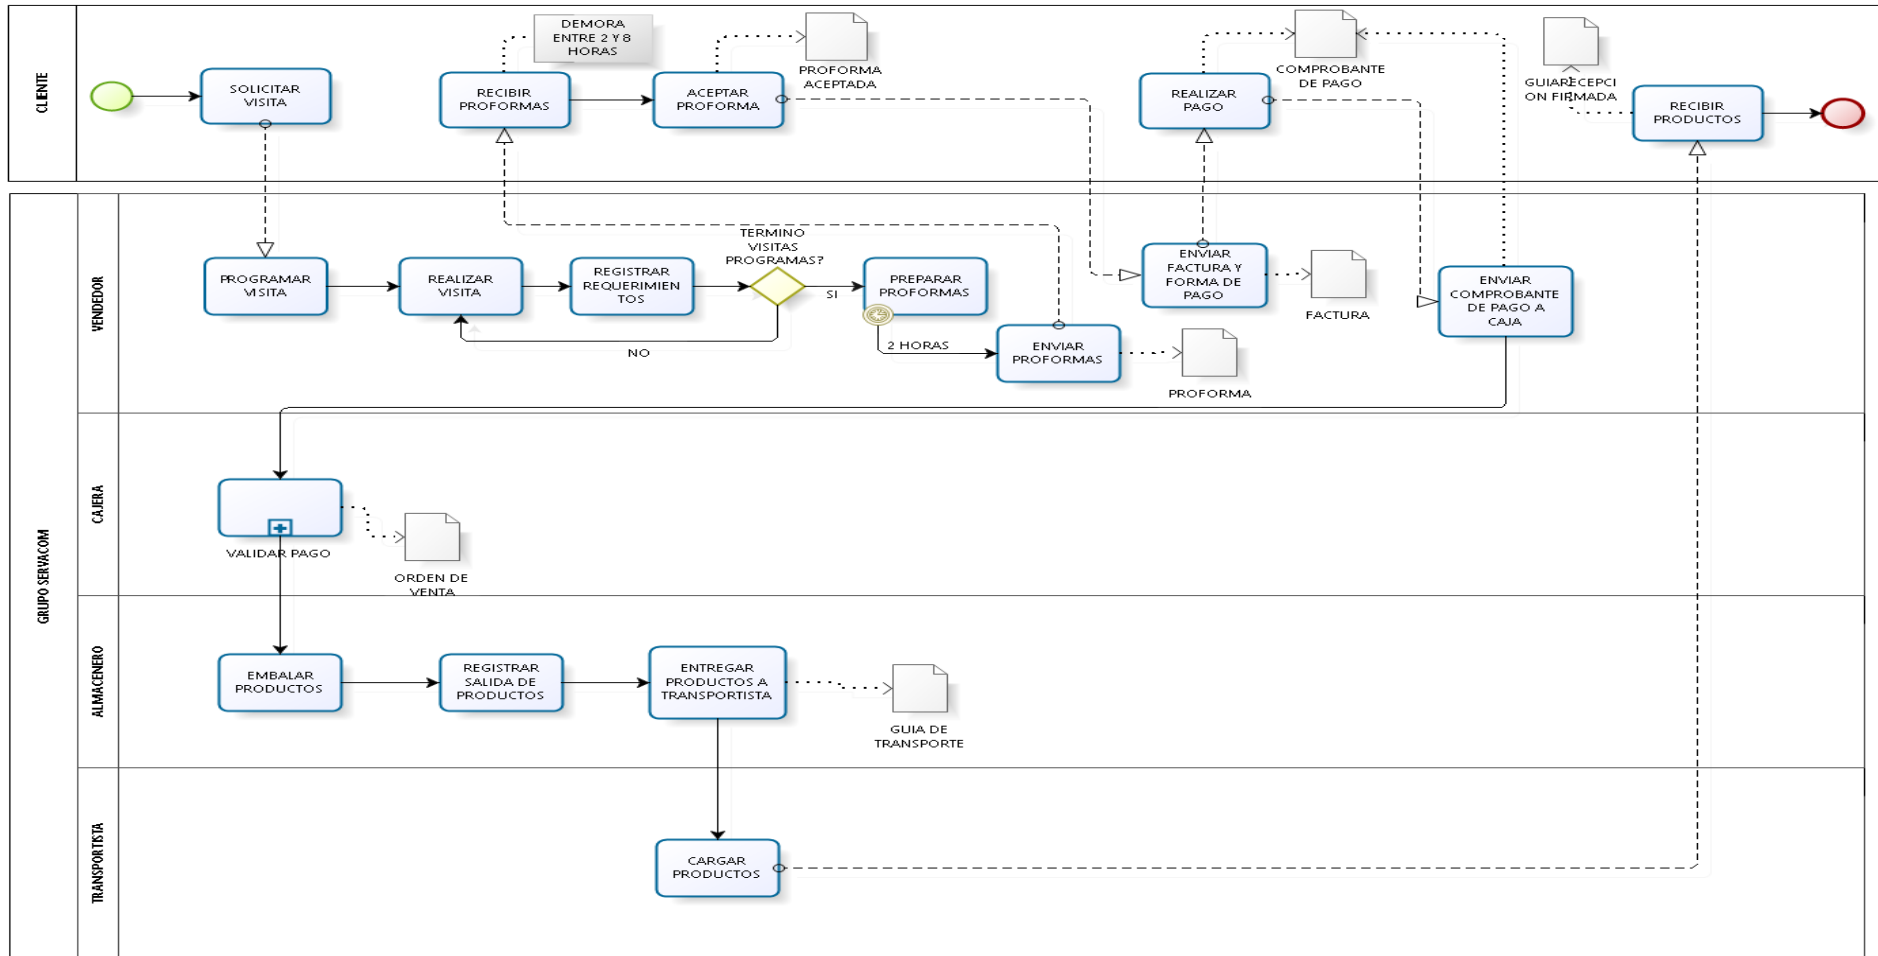 CLIENTE
SOLICITAR
VISITA
RECIBIR
PROFORMAS
DEMORA
ENTRE 2 Y 8
HORAS
ACEPTAR
PROFORMA
PROFORMA
ACEPTADA
REALIZAR
PAGO
COMPROBANTE
DE PAGO
GUIARECEPCI
ON FIRMADA
RECIBIR
PRODUCTOS
GRUPO SERVACOM
VENDEDOR
PROGRAMAR
VISITA
REALIZAR
VISITA
REGISTRAR
REQUERIMIEN
TOS
TERMINO
VISITAS
PROGRAMAS?
SI
NO
PREPARAR
PROFORMAS
2 HORAS
ENVIAR
PROFORMAS
PROFORMA
ENVIAR
FACTURA Y
FORMA DE
PAGO
FACTURA
ENVIAR
COMPROBANTE
DE PAGO A
CAJA
CAJERA
VALIDAR PAGO
ORDEN DE
VENTA
ALMACENERO
EMBALAR
PRODUCTOS
REGISTRAR
SALIDA DE
PRODUCTOS
ENTREGAR
PRODUCTOS A
TRANSPORTISTA
GUIA DE
TRANSPORTE
TRANSPORTISTA
CARGAR
PRODUCTOS